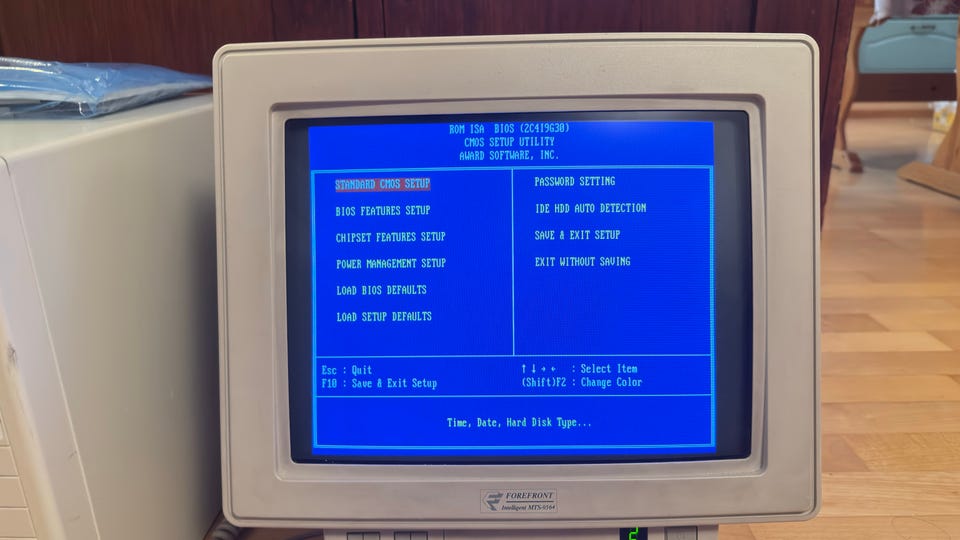 ROM ISA BIOS (2C4I9G30)
CMOS SETUP UTILITY
AWARD SOFTWARE, INC.
STANDARD CMOS SETUP
BIOS FEATURES SETUP
CHIPSET FEATURES SETUP
POWER MANAGEMENT SETUP
LOAD BIOS DEFAULTS
LOAD SETUP DEFAULTS
PASSWORD SETTING
IDE HDD AUTO DETECTION
SAVE & EXIT SETUP
EXIT WITHOUT SAVING
Esc : Quit
F10 : Save & Exit Setup
↑ ↓ → ← : Select Item
(Shift)F2 : Change Color
Time, Date, Hard Disk Type...
FOREFRONT
Intelligent MTS-9564